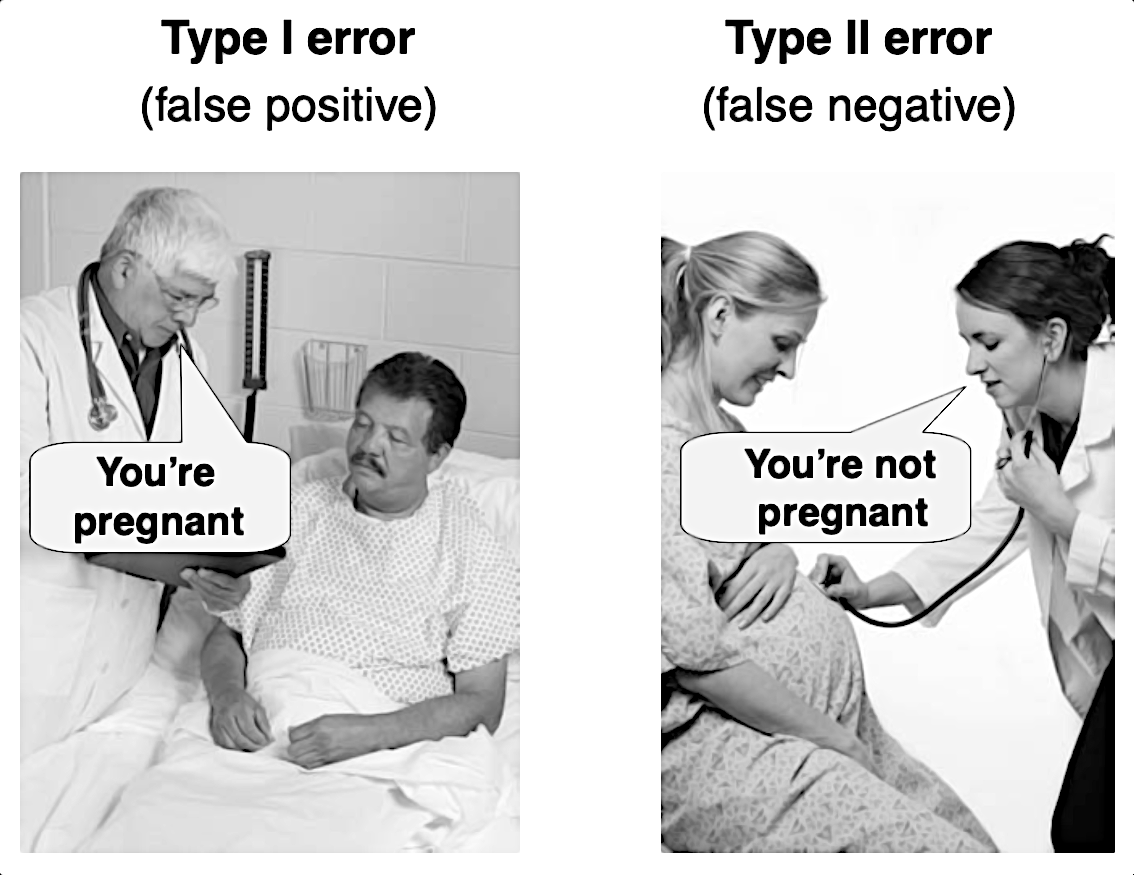 Type I error
(false positive)
You're
pregnant
Type II error
(false negative)
You're not
pregnant